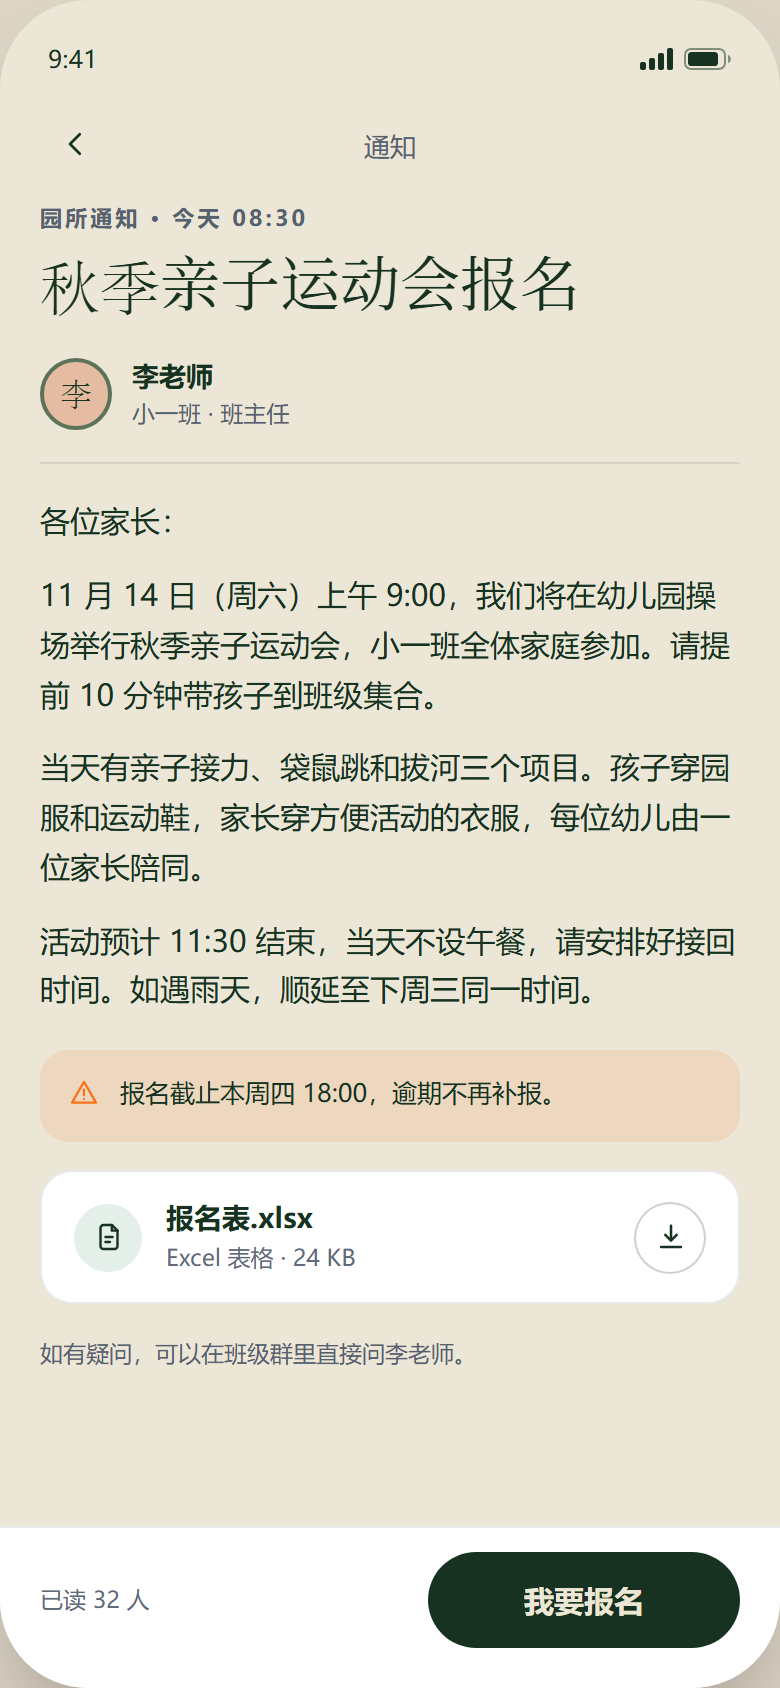 9:41
通知
园所通知 • 今天 08:30
秋季亲子运动会报名
李
李老师
小一班 · 班主任
各位家长：
11 月 14 日（周六）上午 9:00，我们将在幼儿园操
场举行秋季亲子运动会，小一班全体家庭参加。请提
前 10 分钟带孩子到班级集合。
当天有亲子接力、袋鼠跳和拔河三个项目。孩子穿园
服和运动鞋，家长穿方便活动的衣服，每位幼儿由一
位家长陪同。
活动预计 11:30 结束，当天不设午餐，请安排好接回
时间。如遇雨天，顺延至下周三同一时间。
报名截止本周四 18:00，逾期不再补报。
报名表.xlsx
Excel 表格 · 24 KB
如有疑问，可以在班级群里直接问李老师。
已读 32 人
我要报名